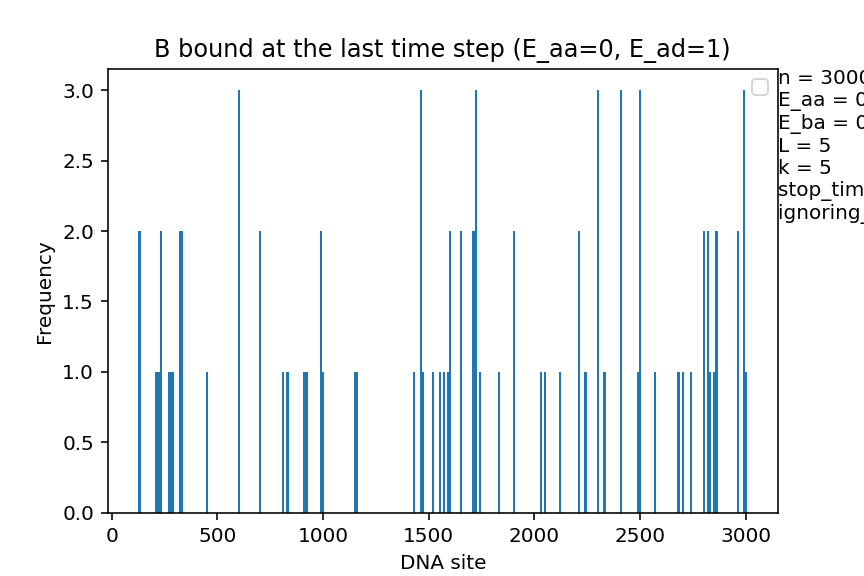 B bound at the last time step (E_aa=0, E_ad=1)
n = 3000
E_aa = 0
E_ba = 0
L = 5
k = 5
stop_tim
ignoring_
3.0
2.5
2.0
1.5
1.0
0.5
0.0
Frequency
0 500 1000 1500 2000 2500 3000
DNA site